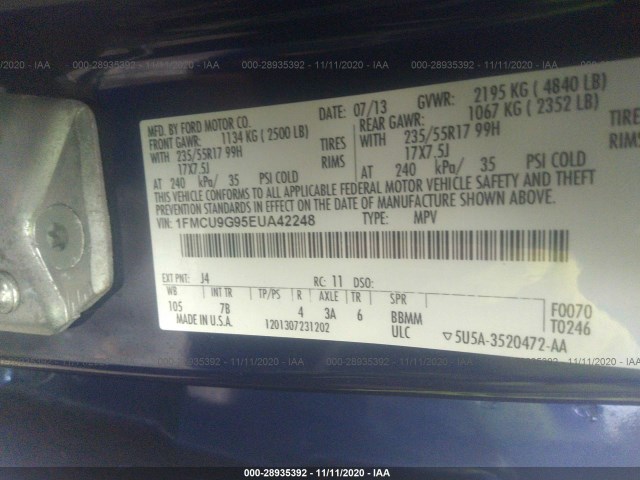 000-28935392 - 11/11/2020 - IAA
MFD. BY FORD MOTOR CO.
DATE: 07/13 GVWR: 2195 KG ( 4840 LB)
FRONT GAWR: 1134 KG ( 2500 LB) REAR GAWR: 1067 KG ( 2352 LB)
WITH 235/55R17 99H TIRES WITH 235/55R17 99H TIRES
17X7.5J RIMS 17X7.5J RIMS
AT 240 kPa/ 35 PSI COLD AT 240 kPa/ 35 PSI COLD
THIS VEHICLE CONFORMS TO ALL APPLICABLE FEDERAL MOTOR VEHICLE SAFETY AND THEFT
PREVENTION STANDARDS IN EFFECT ON THE DATE OF MANUFACTURE SHOWN ABOVE.
VIN: 1FMCU9G95EUA42248 TYPE: MPV
EXT PNT: J4 RC: 11 DSO:
WB INT TR TP/PS R AXLE TR SPR
105 7B 4 3A 6 BBMM F0070
MADE IN U.S.A. 1201307231202 ULC T0246
▽5U5A-3520472-AA
000-28935392 - 11/11/2020 - IAA